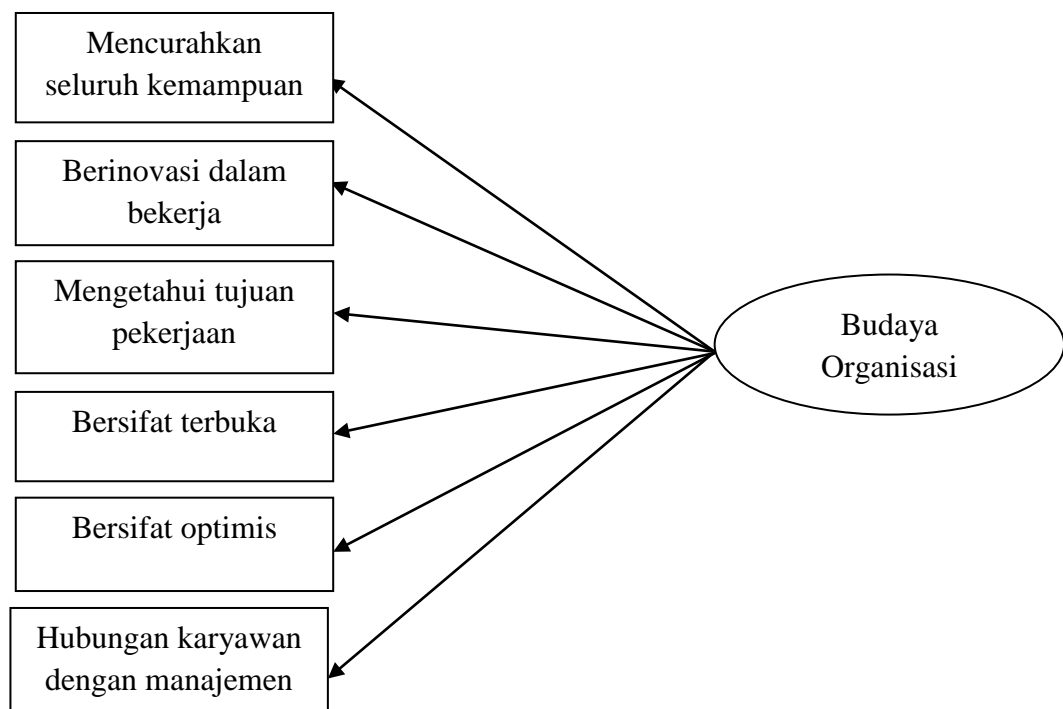 Mencurahkan
seluruh kemampuan
Berinovasi dalam
bekerja
Mengetahui tujuan
pekerjaan
Bersifat terbuka
Bersifat optimis
Hubungan karyawan
dengan manajemen
Budaya
Organisasi